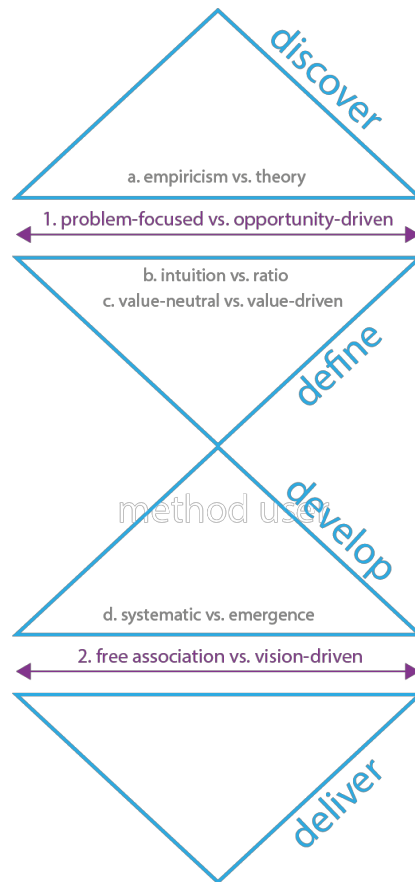 discover
a. empiricism vs. theory
1. problem-focused vs. opportunity-driven
b. intuition vs. ratio
c. value-neutral vs. value-driven
define
develop
method user
d. systematic vs. emergence
2. free association vs. vision-driven
deliver